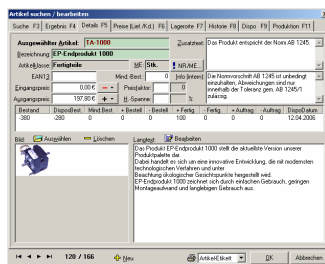 Artikel suchen / bearbeiten
Suche F3 Ergebnis F4 Details F5 Preise (Lief./Kd.) F6 Lagerorte F7 Historie F8 Dispo F9 Produktion F11
Ausgewählter Artikel: TA-1000
Zusatztext: Das Produkt entspricht der Norm AB 1245.
Bezeichnung: EP-Endprodukt 1000
Artikelklasse: Fertigteile ME: Stk. ! NR/ME...
EAN13 Mind.-Best.: 0 Info (intern) Die Normvorschrift AB 1245 ist unbedingt
einzuhalten. Abweichungen sind nur
innerhalb der Toleranz gem. AB 1245/1
zulässig.
Eingangspreis: 0,00 € - + Preisfaktor: 0
Ausgangspreis: 197,80 € + - H.-Spanne: %
Bestand DispoBest. Mind.Best. + Bestell - Bestell + Fertig - Fertig + Auftrag - Auftrag DispoDatum
-380 -280 0 0 0 100 0 0 0 12.04.2006
Bild Auswählen Löschen Langtext: Bearbeiten
Das Produkt EP-Endprodukt 1000 stellt die aktuellste Version unserer
Produktpalette dar.
Dabei handelt es sich um eine innovative Entwicklung, die mit modernsten
technologischen Verfahren und unter
Beachtung ökologischer Gesichtspunkte hergestellt wird.
EP-Endprodukt 1000 zeichnet sich durch einfachen Gebrauch, geringen
Montageaufwand und langlebigen Gebrauch aus.
120 / 166 Neu Artikel-Etikett OK Abbrechen